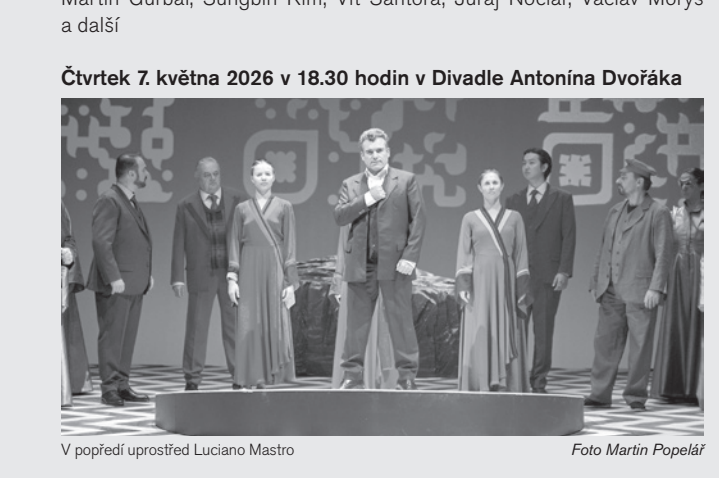 Martin Gurbaľ, Sungbin Kim, Vít Šantora, Juraj Nociar, Václav Morys
a další
Čtvrtek 7. května 2026 v 18.30 hodin v Divadle Antonína Dvořáka
V popředí uprostřed Luciano Mastro
Foto Martin Popelář